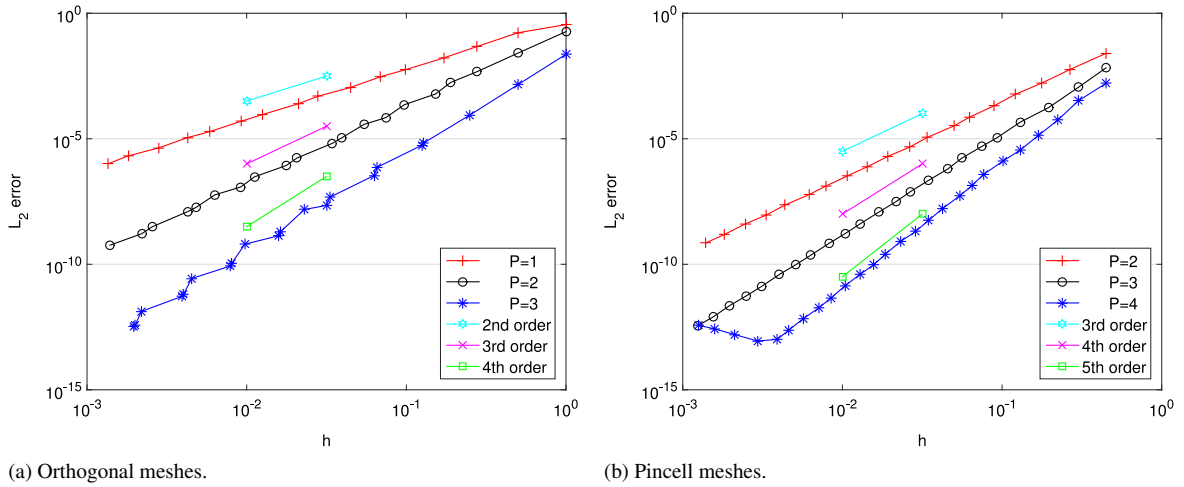 10^0
10^-5
10^-10
10^-15
L_2 error
10^-3
10^-2
10^-1
10^0
h
P=1
P=2
P=3
2nd order
3rd order
4th order
(a) Orthogonal meshes.
10^0
10^-5
10^-10
10^-15
L_2 error
10^-3
10^-2
10^-1
10^0
h
P=2
P=3
P=4
3rd order
4th order
5th order
(b) Pincell meshes.